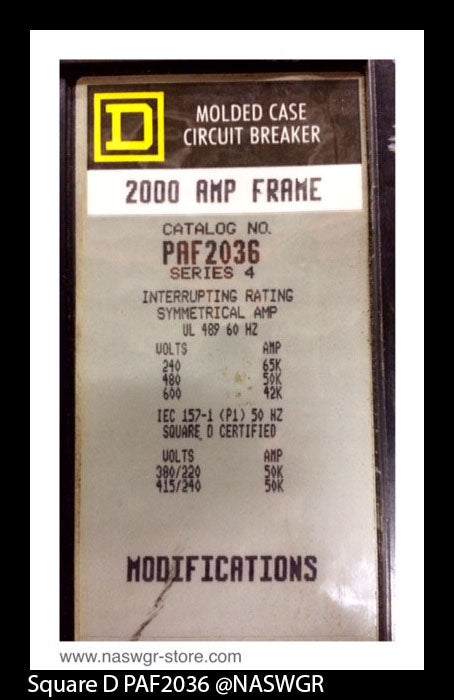 D
MOLDED CASE
CIRCUIT BREAKER
2000 AMP FRAME
CATALOG NO.
PAF2036
SERIES 4
INTERRUPTING RATING
SYMMETRICAL AMP
UL 489 60 HZ
VOLTS AMP
240 65K
480 50K
600 42K
IEC 157-1 (P1) 50 HZ
SQUARE D CERTIFIED
VOLTS AMP
380/220 50K
415/240 50K
MODIFICATIONS
www.naswgr-store.com
Square D PAF2036 @NASWGR